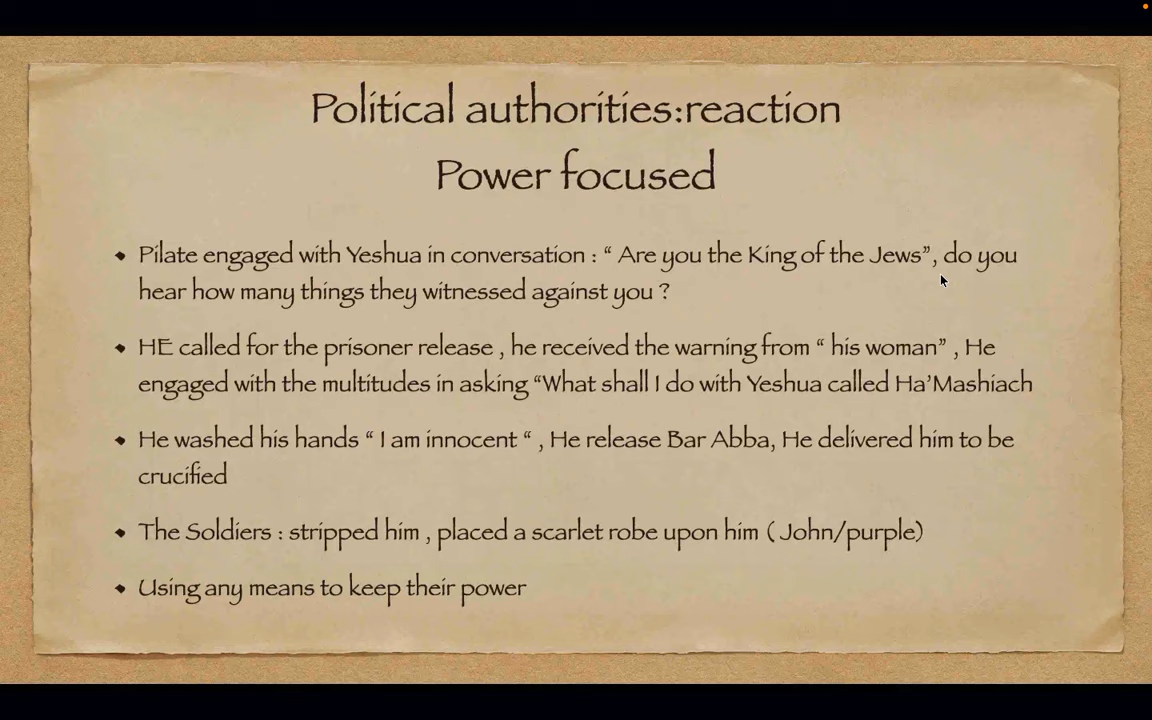 Political authorities:reaction
Power focused
Pilate engaged with Yeshua in conversation : “ Are you the King of the Jews”, do you
hear how many things they witnessed against you ?
HE called for the prisoner release , he received the warning from “ his woman” , He
engaged with the multitudes in asking “What shall I do with Yeshua called Ha’Mashiach
He washed his hands “ I am innocent “ , He release Bar Abba, He delivered him to be
crucified
The Soldiers : stripped him , placed a scarlet robe upon him ( John/purple)
Using any means to keep their power